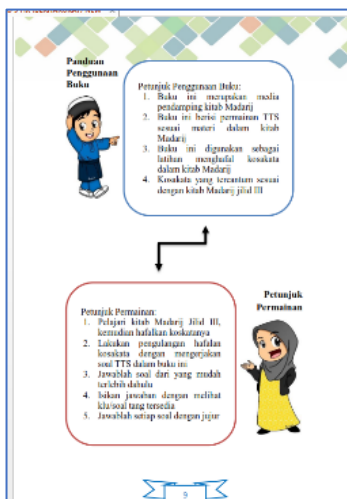 Panduan
Penggunaan
Buku
Petunjuk Penggunaan Buku:
1. Buku ini merupakan media
pendamping kitab Madarij
2. Buku ini berisi permainan TTS
sesuai materi dalam kitab
Madarij
3. Buku ini digunakan sebagai
latihan menghafal kosakata
dalam kitab Madarij
4. Kosakata yang tercantum sesuai
dengan kitab Madarij jilid III
Petunjuk
Permainan
Petunjuk Permainan:
1. Pelajari kitab Madarij Jilid III,
kemudian hafalkan koskatanya
2. Lakukan pengulangan hafalan
kosakata dengan mengerjakan
soal TTS dalam buku ini
3. Jawablah soal dari yang mudah
terlebih dahulu
4. Isikan jawaban dengan melihat
klu/soal tang tersedia
5. Jawablah setiap soal dengan jujur
9